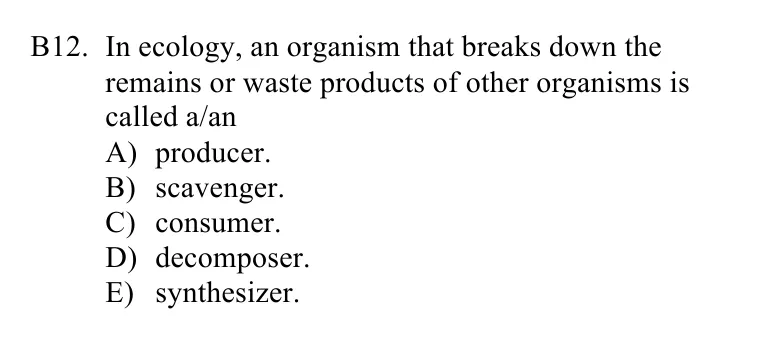 B12. In ecology, an organism that breaks down the
remains or waste products of other organisms is
called a/an
A) producer.
B) scavenger.
C) consumer.
D) decomposer.
E) synthesizer.